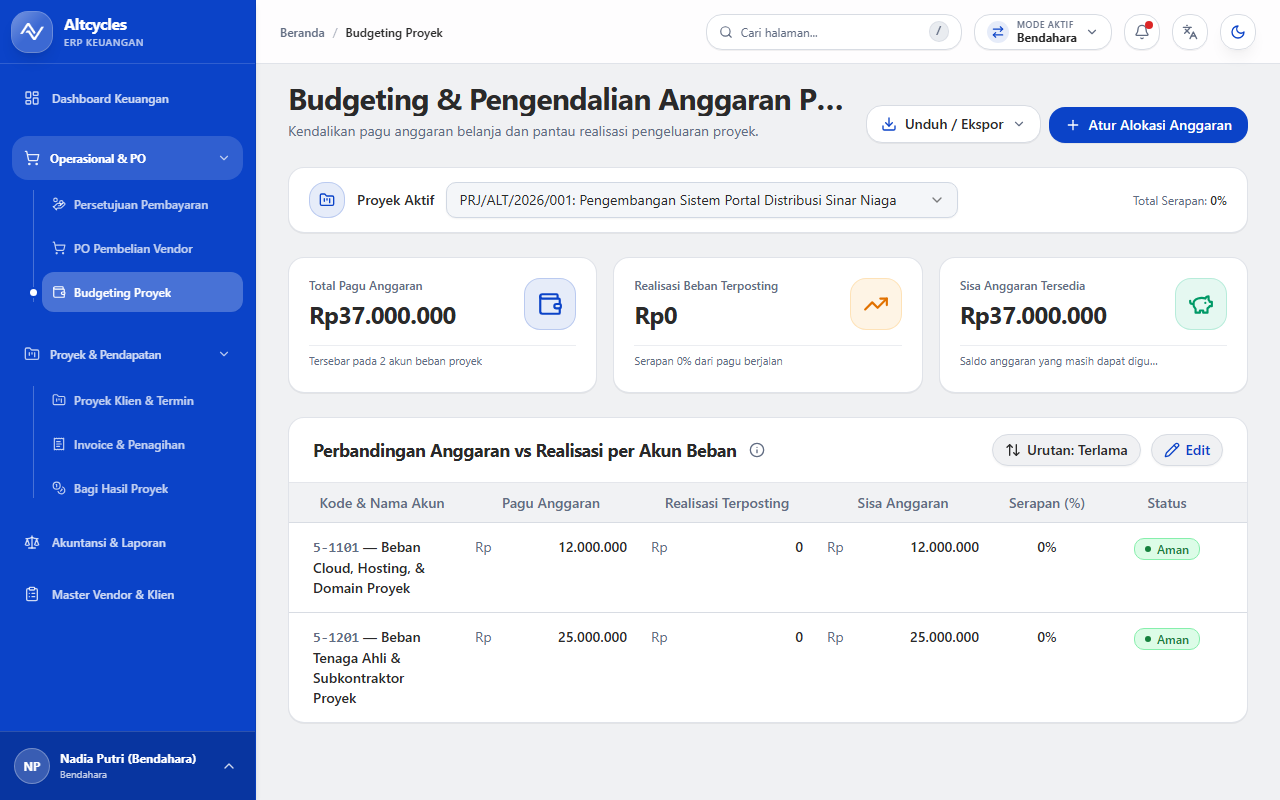 Altcycles
ERP KEUANGAN
Dashboard Keuangan
Operasional & PO
Persetujuan Pembayaran
PO Pembelian Vendor
Budgeting Proyek
Proyek & Pendapatan
Proyek Klien & Termin
Invoice & Penagihan
Bagi Hasil Proyek
Akuntansi & Laporan
Master Vendor & Klien
NP
Nadia Putri (Bendahara)
Bendahara
Beranda / Budgeting Proyek
Cari halaman... /
MODE AKTIF
Bendahara
Budgeting & Pengendalian Anggaran P...
Kendalikan pagu anggaran belanja dan pantau realisasi pengeluaran proyek.
Unduh / Ekspor
Atur Alokasi Anggaran
Proyek Aktif
PRJ/ALT/2026/001: Pengembangan Sistem Portal Distribusi Sinar Niaga
Total Serapan: 0%
Total Pagu Anggaran
Rp37.000.000
Tersebar pada 2 akun beban proyek
Realisasi Beban Terposting
Rp0
Serapan 0% dari pagu berjalan
Sisa Anggaran Tersedia
Rp37.000.000
Saldo anggaran yang masih dapat digu...
Perbandingan Anggaran vs Realisasi per Akun Beban
Urutan: Terlama
Edit
Kode & Nama Akun Pagu Anggaran Realisasi Terposting Sisa Anggaran Serapan (%) Status
5-1101 — Beban Rp 12.000.000 Rp 0 Rp 12.000.000 0% Aman
Cloud, Hosting, &
Domain Proyek
5-1201 — Beban Rp 25.000.000 Rp 0 Rp 25.000.000 0% Aman
Tenaga Ahli &
Subkontraktor
Proyek